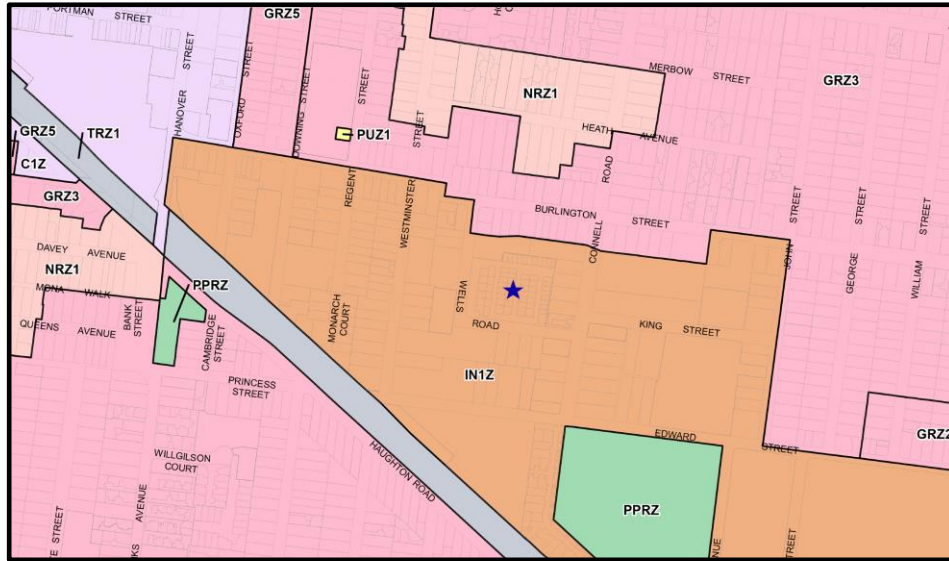 PORTMAN STREET
GRZ5
MERBOW STREET
GRZ3
NRZ1
HANOVER STREET
OXFORD STREET
DOWNING STREET
REGENT STREET
PUZ1
HEATH AVENUE
GRZ5
TRZ1
C1Z
GRZ3
WESTMINSTER STREET
BURLINGTON STREET
CONNELL ROAD
JOHN STREET
GEORGE STREET
WILLIAM STREET
DAVEY AVENUE
NRZ1
MONA WALK
QUEENS AVENUE
BANK STREET
PPRZ
CAMBRIDGE STREET
MONARCH COURT
WELLS
ROAD
KING STREET
IN1Z
PRINCESS STREET
EDWARD STREET
GRZ2
HAUGHTON ROAD
WILLGILSON COURT
PPRZ
AVENUE
STREET
STREET